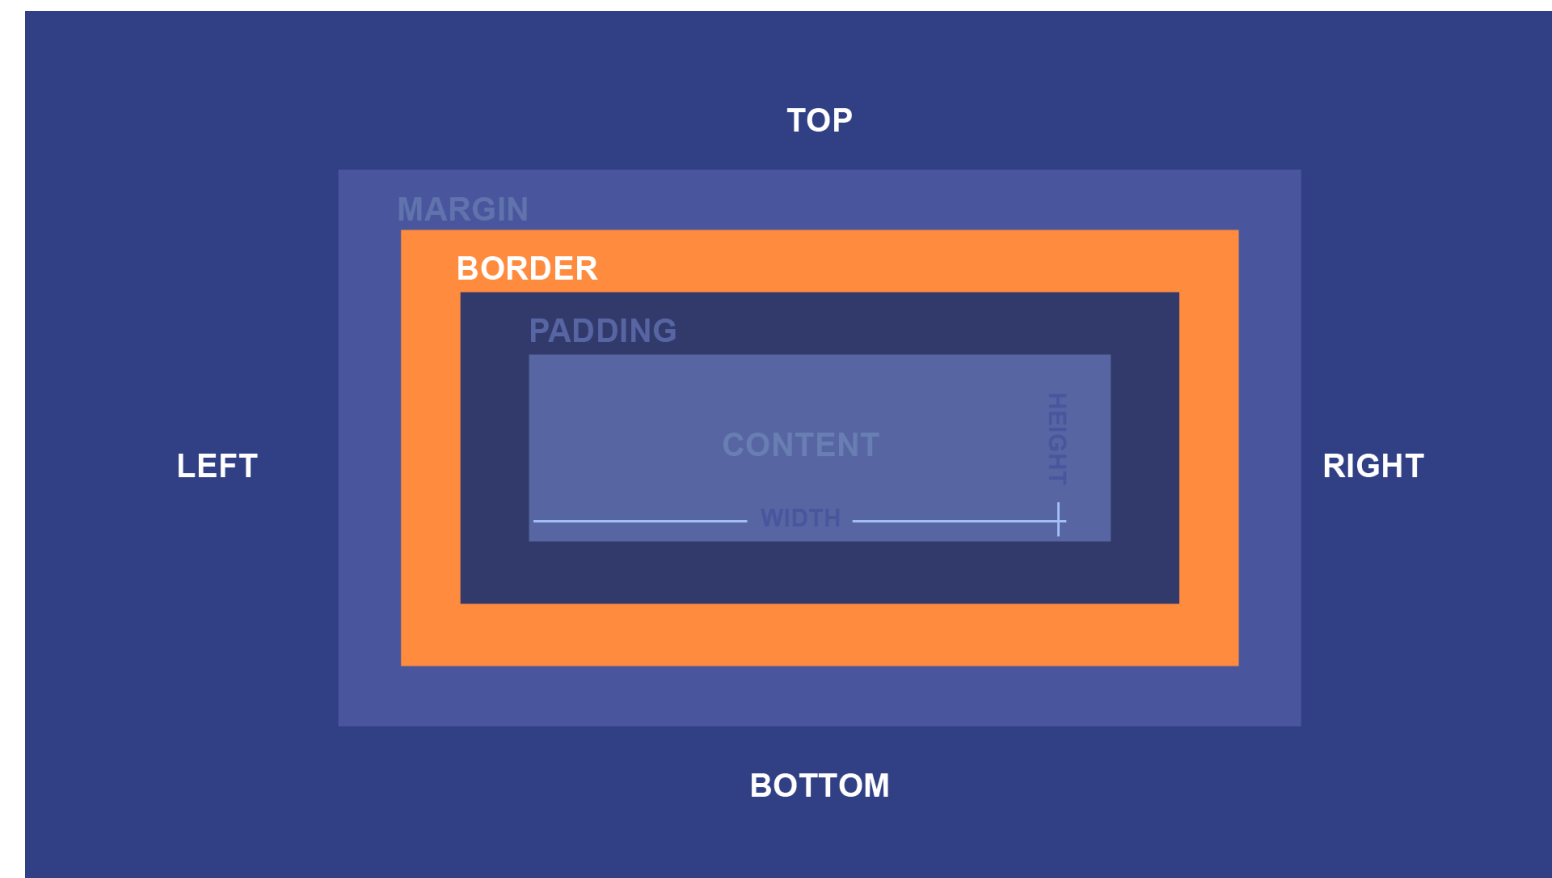 TOP
MARGIN
BORDER
PADDING
HEIGHT
CONTENT
LEFT
RIGHT
WIDTH
BOTTOM